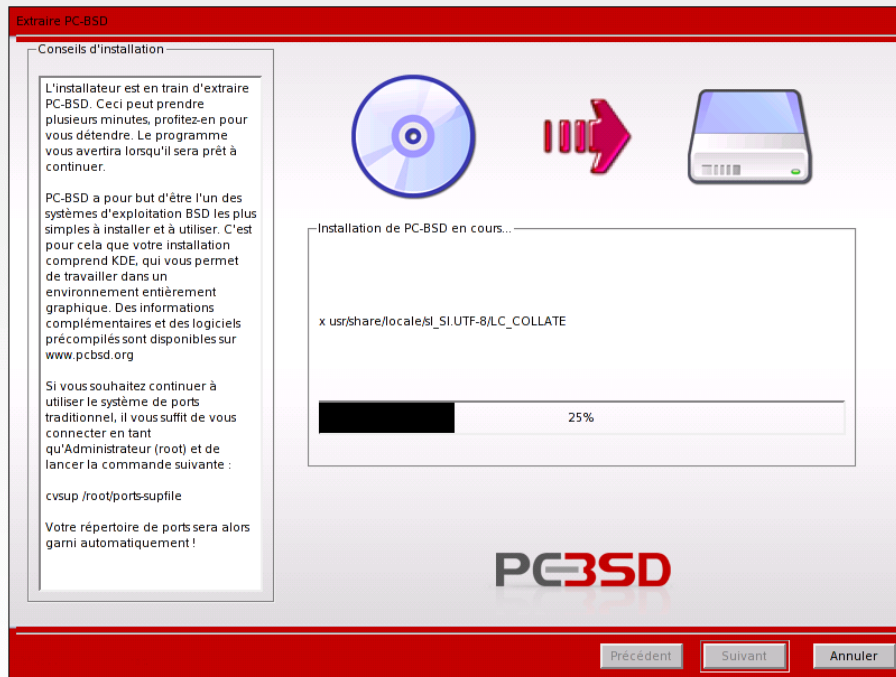 Extraire PC-BSD
Conseils d'installation
L'installateur est en train d'extraire
PC-BSD. Ceci peut prendre
plusieurs minutes, profitez-en pour
vous détendre. Le programme
vous avertira lorsqu'il sera prêt à
continuer.
PC-BSD a pour but d'être l'un des
systèmes d'exploitation BSD les plus
simples à installer et à utiliser. C'est
pour cela que votre installation
comprend KDE, qui vous permet
de travailler dans un
environnement entièrement
graphique. Des informations
complémentaires et des logiciels
précompilés sont disponibles sur
www.pcbsd.org
Si vous souhaitez continuer à
utiliser le système de ports
traditionnel, il vous suffit de vous
connecter en tant
qu'Administrateur (root) et de
lancer la commande suivante :
cvsup /root/ports-supfile
Votre répertoire de ports sera alors
garni automatiquement !
Installation de PC-BSD en cours...
x usr/share/locale/sl_SI.UTF-8/LC_COLLATE
25%
PC-BSD
Précédent Suivant Annuler